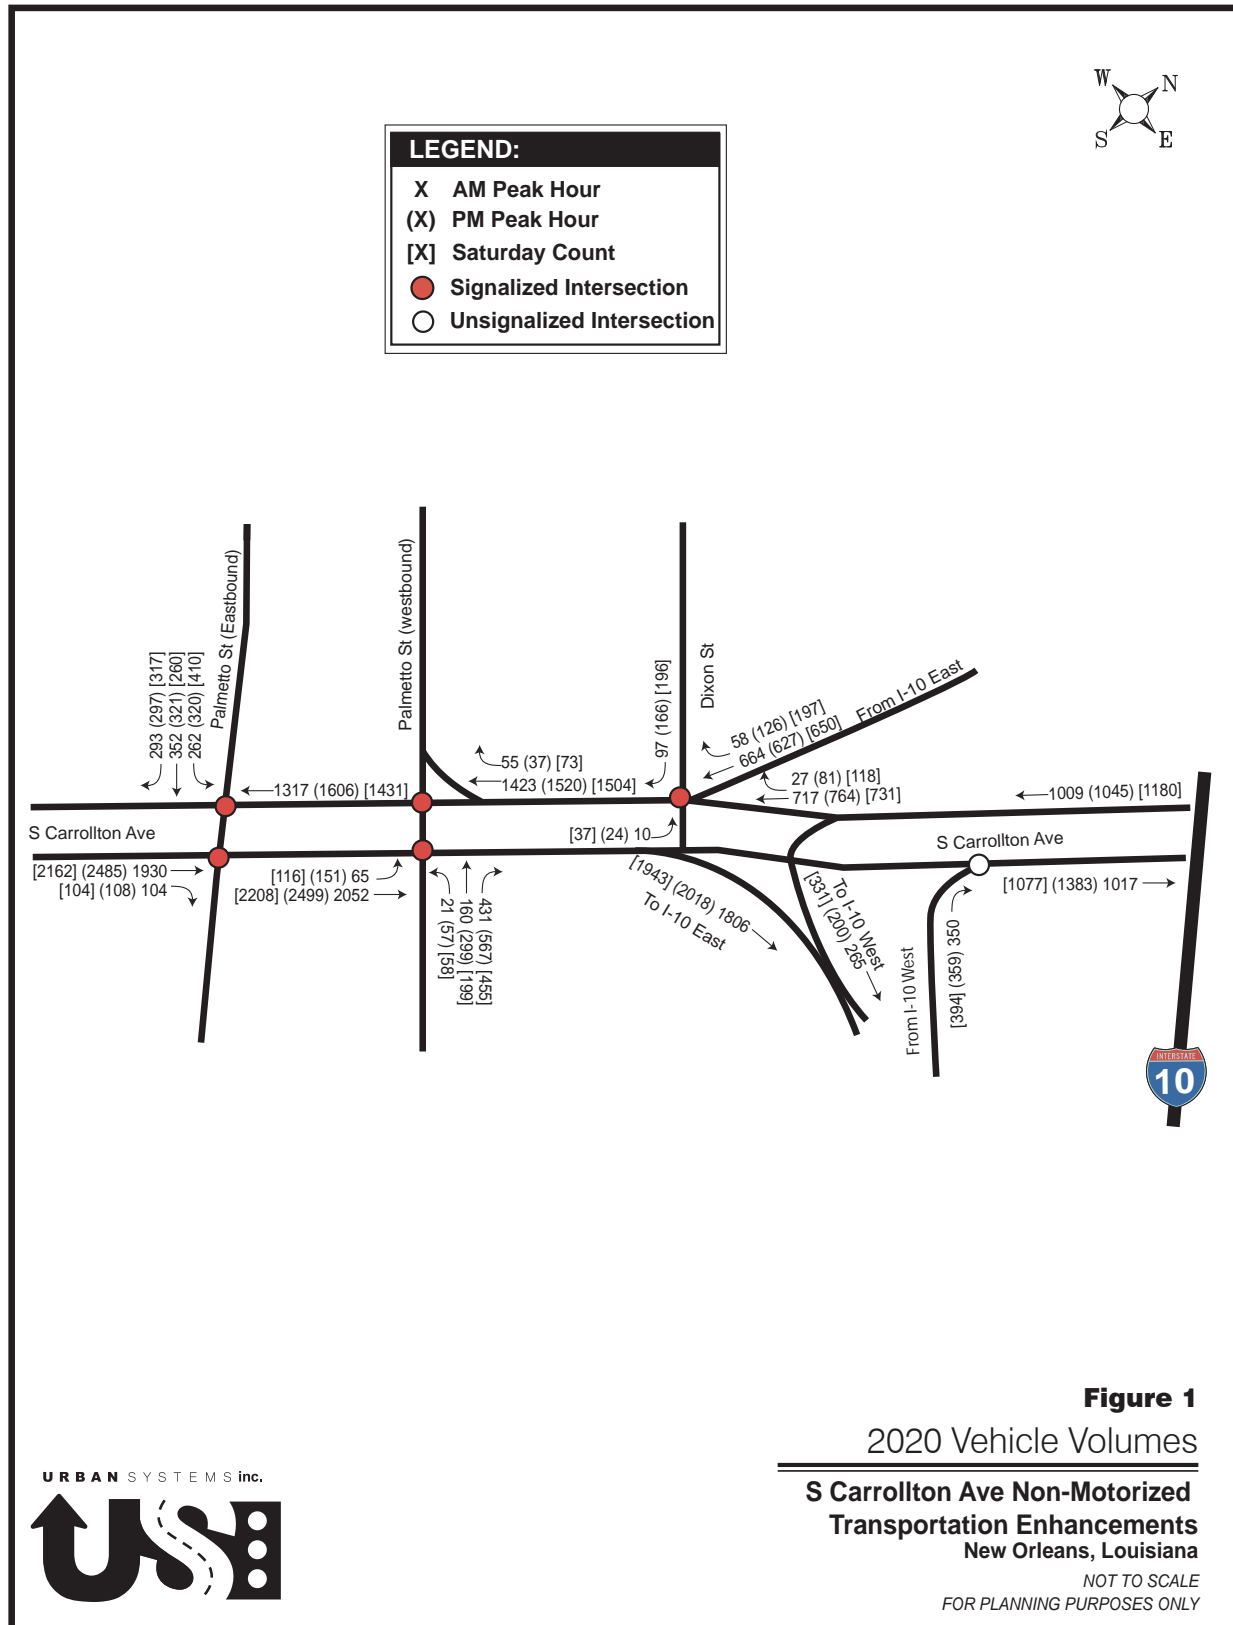 W
N
S
E
LEGEND:
X AM Peak Hour
(X) PM Peak Hour
[X] Saturday Count
Signalized Intersection
Unsignalized Intersection
293 (297) [317]
352 (321) [260]
262 (320) [410]
Palmetto St (Eastbound)
Palmetto St (westbound)
97 (166) [196]
Dixon St
58 (126) [197]
664 (627) [650]
From I-10 East
55 (37) [73]
1317 (1606) [1431]
1423 (1520) [1504]
27 (81) [118]
717 (764) [731]
1009 (1045) [1180]
S Carrollton Ave
[37] (24) 10
S Carrollton Ave
[2162] (2485) 1930
[104] (108) 104
[116] (151) 65
[2208] (2499) 2052
21 (57) [58]
160 (299) [199]
431 (567) [455]
[1943] (2018) 1806
To I-10 East
To I-10 West
[331] (200) 265
From I-10 West
[394] (359) 350
[1077] (1383) 1017
INTERSTATE
10
Figure 1
2020 Vehicle Volumes
S Carrollton Ave Non-Motorized
Transportation Enhancements
New Orleans, Louisiana
NOT TO SCALE
FOR PLANNING PURPOSES ONLY
URBAN SYSTEMS inc.
USI